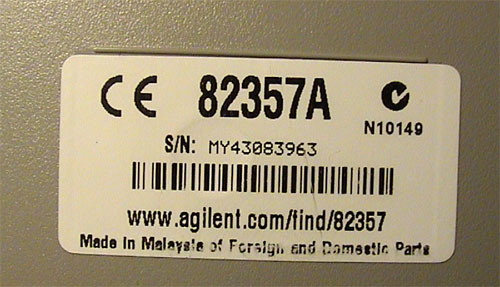 CE 82357A
N10149
S/N: MY43083963
www.agilent.com/find/82357
Made in Malaysia of Foreign and Domestic Parts